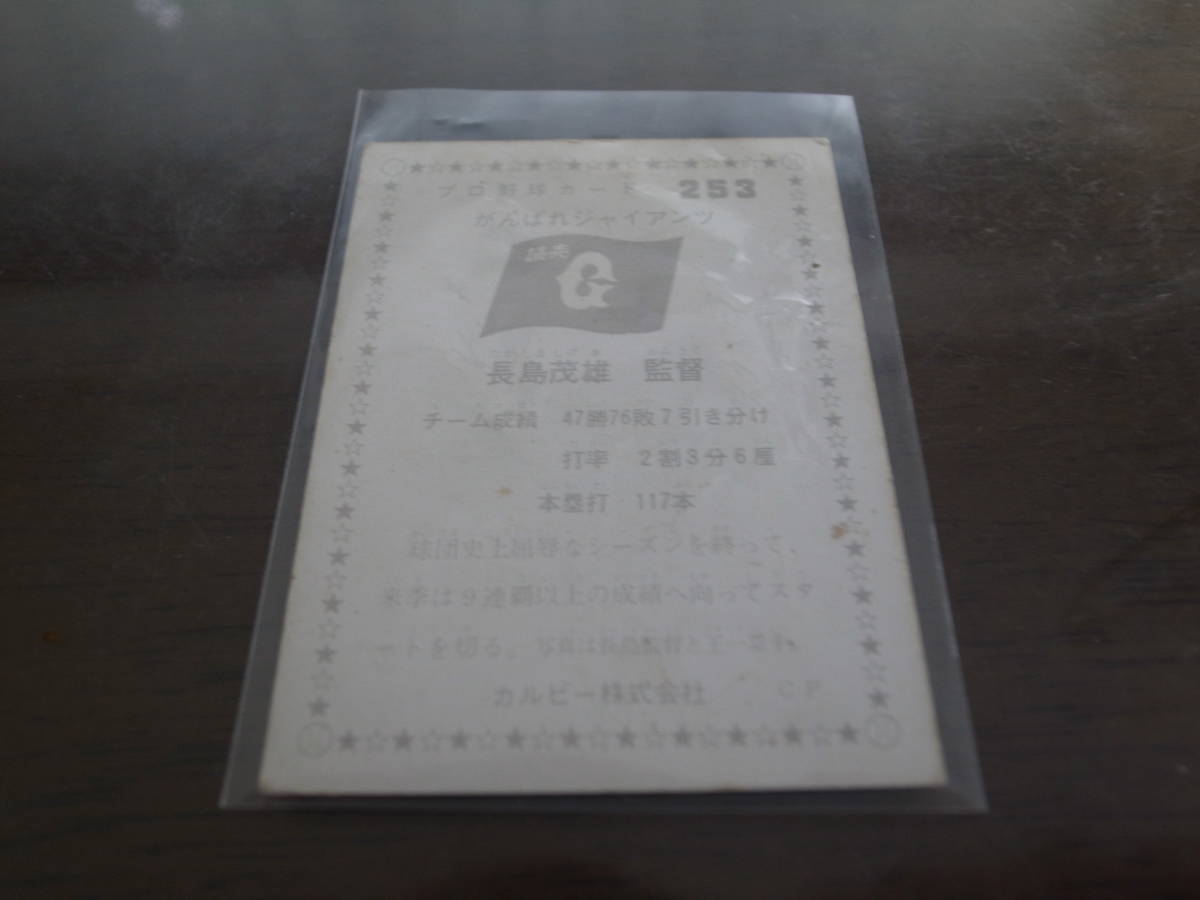 プロ野球カード 253
がんばれジャイアンツ
G
長島茂雄 監督
チーム成績 47勝76敗7引き分け
打率 2割3分6厘
本塁打 117本
球団史上屈辱なシーズンを終って、
来季は9連覇以上の成績へ向ってスタ
ートを切る。写真は長島監督と王一塁手。
カルビー株式会社